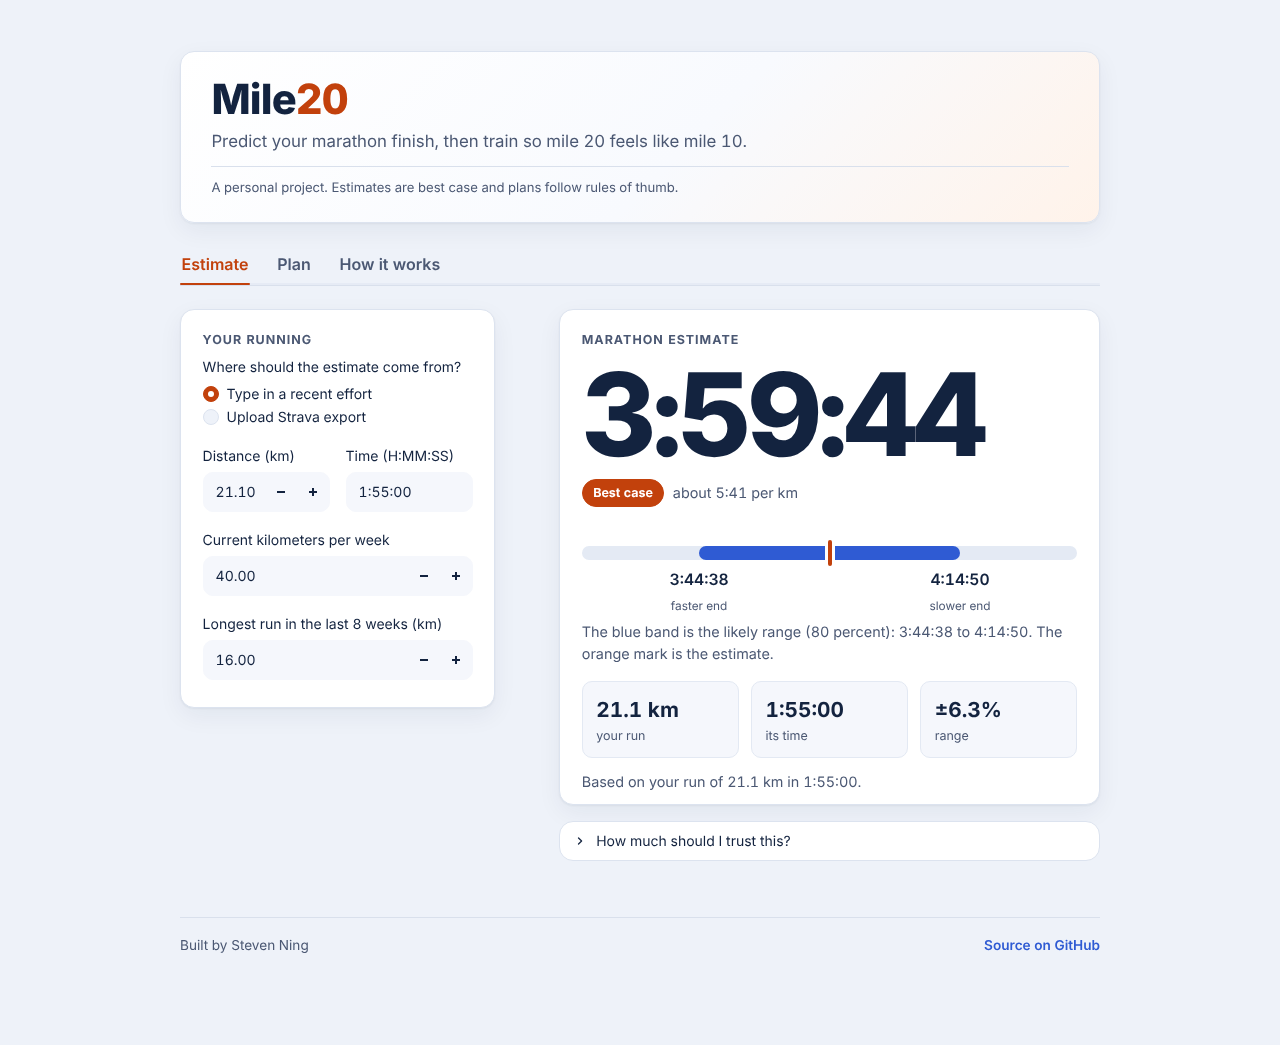 Mile20
Predict your marathon finish, then train so mile 20 feels like mile 10.
A personal project. Estimates are best case and plans follow rules of thumb.
Estimate Plan How it works
YOUR RUNNING
Where should the estimate come from?
Type in a recent effort
Upload Strava export
Distance (km) Time (H:MM:SS)
21.10 − + 1:55:00
Current kilometers per week
40.00 − +
Longest run in the last 8 weeks (km)
16.00 − +
MARATHON ESTIMATE
3:59:44
Best case about 5:41 per km
3:44:38 4:14:50
faster end slower end
The blue band is the likely range (80 percent): 3:44:38 to 4:14:50. The
orange mark is the estimate.
21.1 km 1:55:00 ±6.3%
your run its time range
Based on your run of 21.1 km in 1:55:00.
How much should I trust this?
Built by Steven Ning Source on GitHub